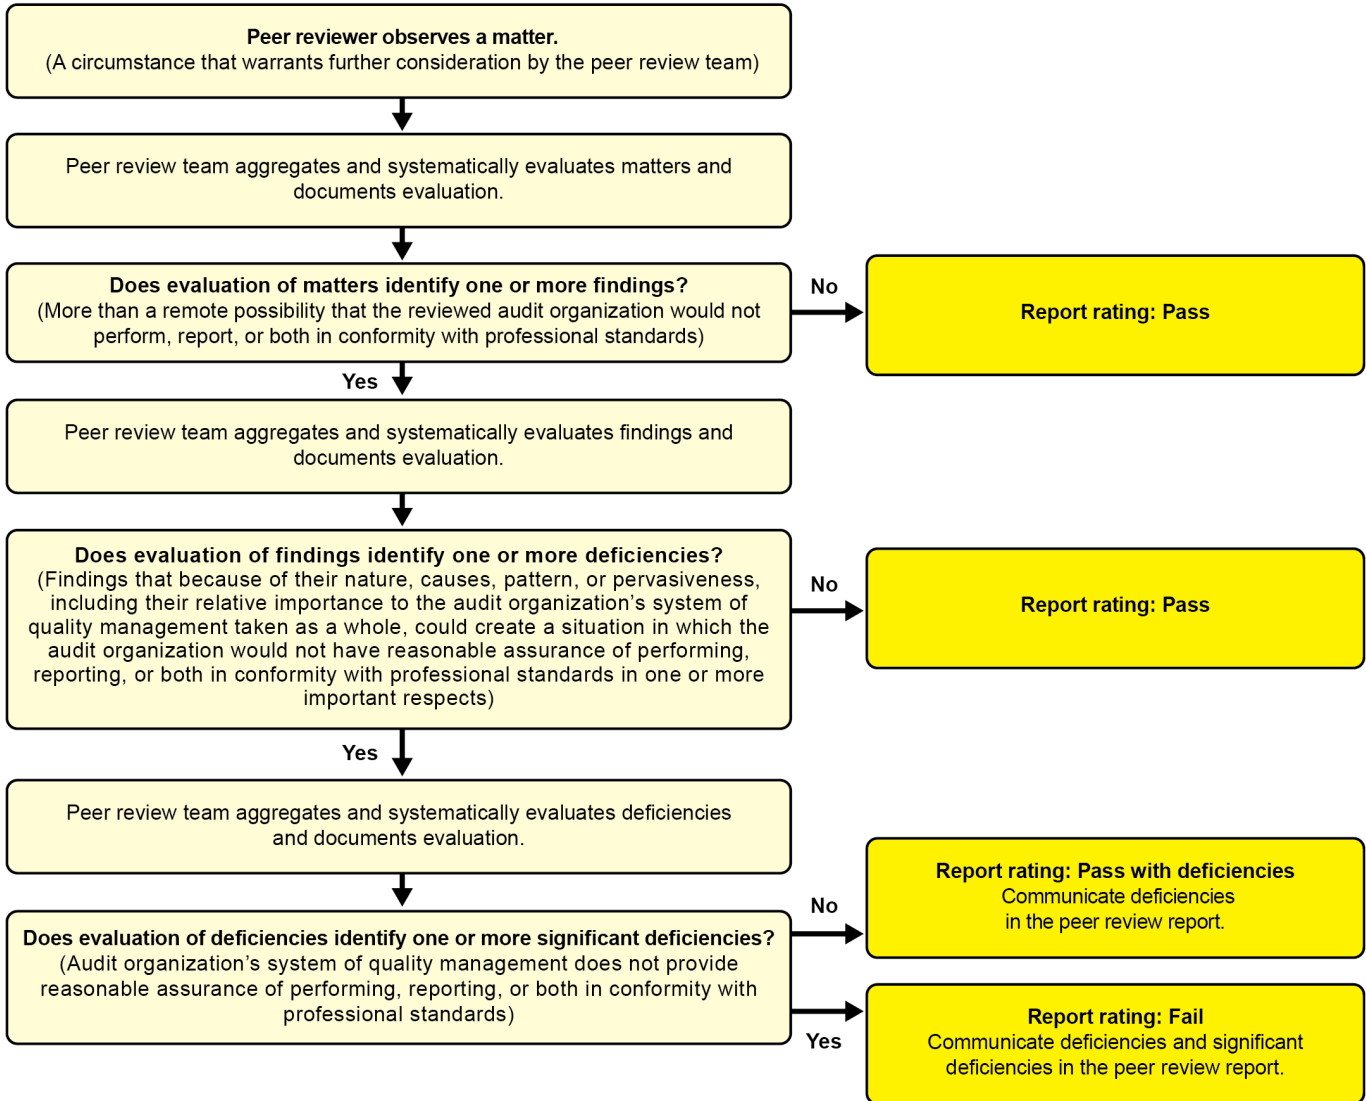 Peer reviewer observes a matter.
(A circumstance that warrants further consideration by the peer review team)
Peer review team aggregates and systematically evaluates matters and
documents evaluation.
Does evaluation of matters identify one or more findings?
(More than a remote possibility that the reviewed audit organization would not
perform, report, or both in conformity with professional standards)
No
Report rating: Pass
Yes
Peer review team aggregates and systematically evaluates findings and
documents evaluation.
Does evaluation of findings identify one or more deficiencies?
(Findings that because of their nature, causes, pattern, or pervasiveness,
including their relative importance to the audit organization’s system of
quality management taken as a whole, could create a situation in which the
audit organization would not have reasonable assurance of performing,
reporting, or both in conformity with professional standards in one or more
important respects)
No
Report rating: Pass
Yes
Peer review team aggregates and systematically evaluates deficiencies
and documents evaluation.
Does evaluation of deficiencies identify one or more significant deficiencies?
(Audit organization’s system of quality management does not provide
reasonable assurance of performing, reporting, or both in conformity with
professional standards)
No
Report rating: Pass with deficiencies
Communicate deficiencies
in the peer review report.
Yes
Report rating: Fail
Communicate deficiencies and significant
deficiencies in the peer review report.